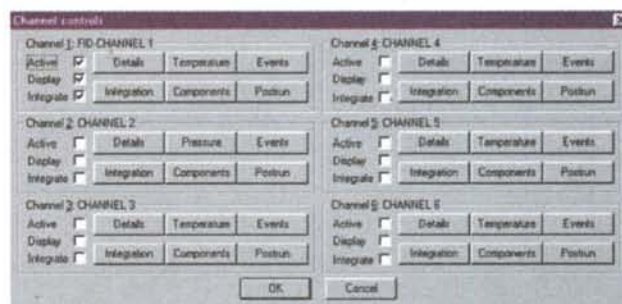 Channel controls
Channel 1: FID-CHANNEL 1
Active Details Temperature Events
Display
Integrate Integration Components Postrun
Channel 2: CHANNEL 2
Active Details Pressure Events
Display
Integrate Integration Components Postrun
Channel 3: CHANNEL 3
Active Details Temperature Events
Display
Integrate Integration Components Postrun
Channel 4: CHANNEL 4
Active Details Temperature Events
Display
Integrate Integration Components Postrun
Channel 5: CHANNEL 5
Active Details Temperature Events
Display
Integrate Integration Components Postrun
Channel 6: CHANNEL 6
Active Details Temperature Events
Display
Integrate Integration Components Postrun
OK Cancel